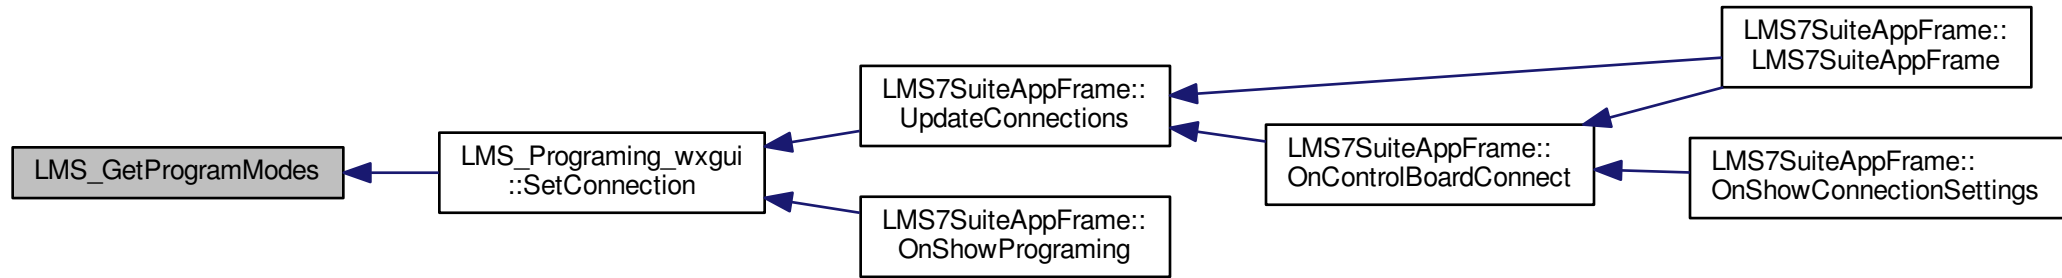 LMS_GetProgramModes
LMS_Programing_wxgui
::SetConnection
LMS7SuiteAppFrame::
UpdateConnections
LMS7SuiteAppFrame::
OnShowPrograming
LMS7SuiteAppFrame::
OnControlBoardConnect
LMS7SuiteAppFrame::
LMS7SuiteAppFrame
LMS7SuiteAppFrame::
OnShowConnectionSettings